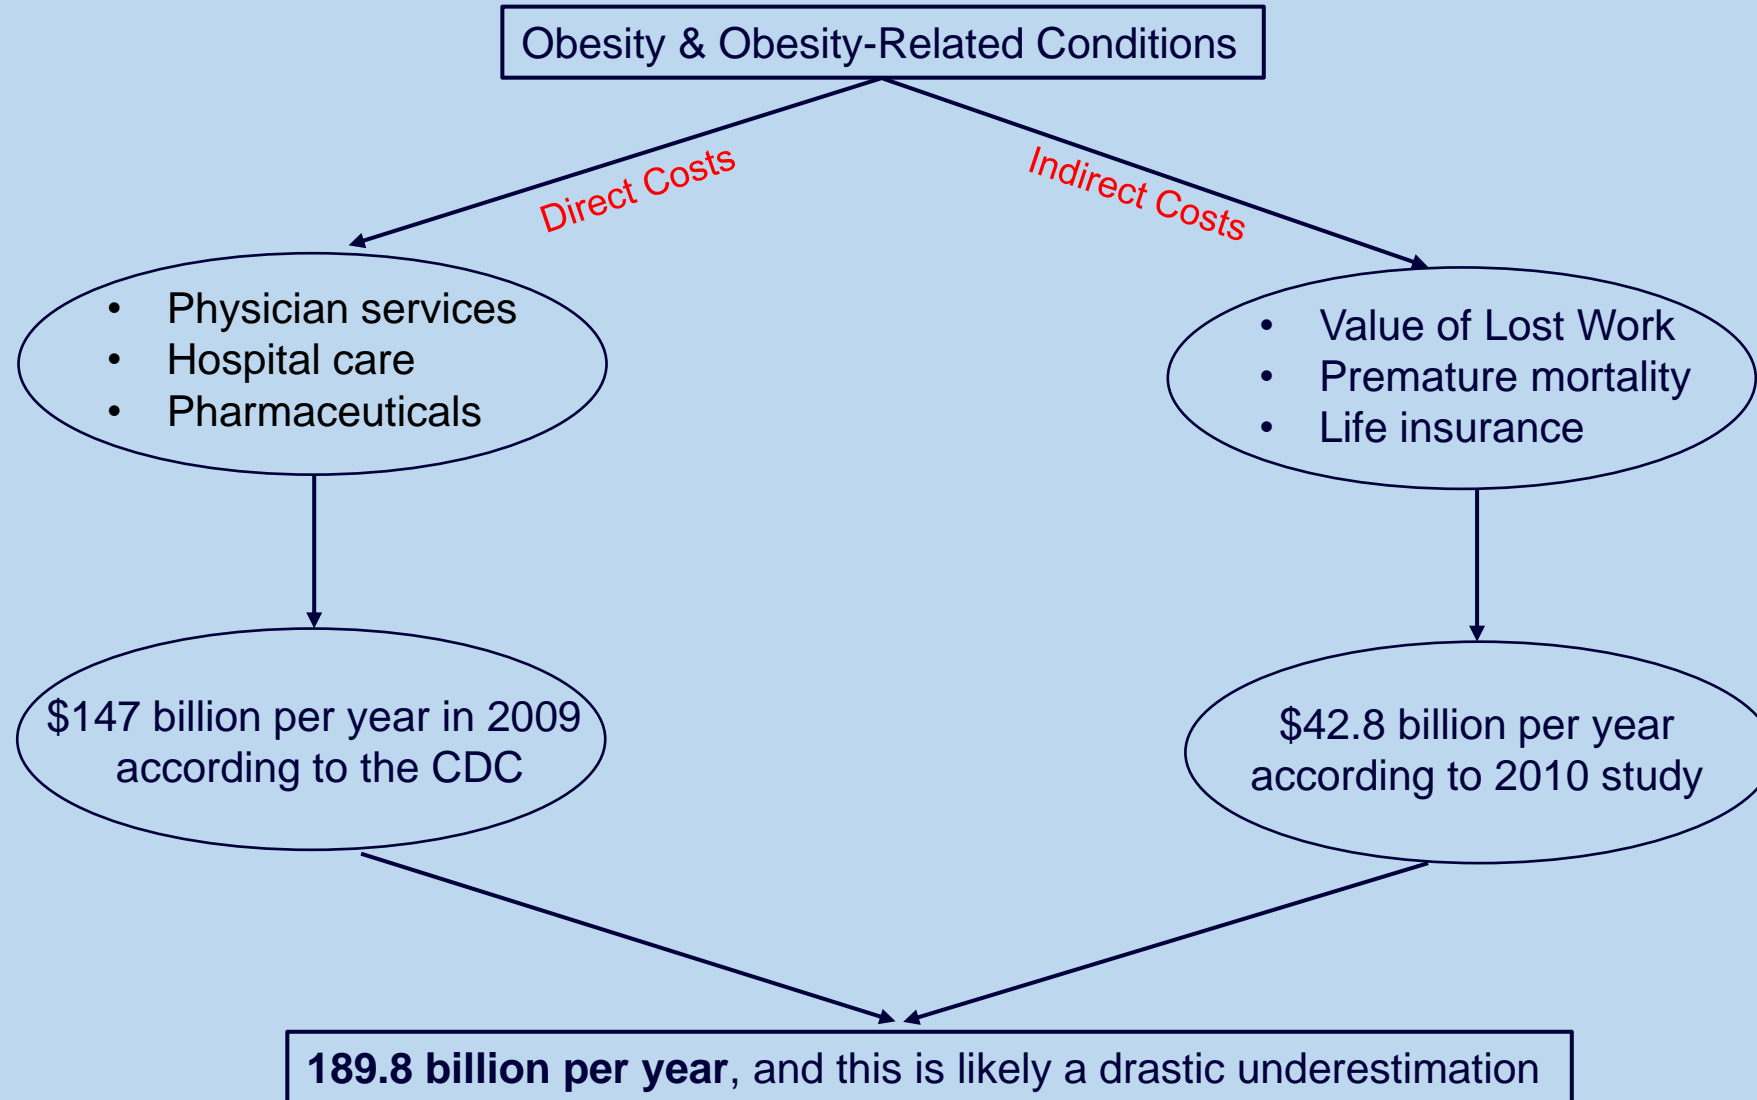 Obesity & Obesity-Related Conditions
Direct Costs
Indirect Costs
• Physician services
• Hospital care
• Pharmaceuticals
• Value of Lost Work
• Premature mortality
• Life insurance
$147 billion per year in 2009
according to the CDC
$42.8 billion per year
according to 2010 study
189.8 billion per year, and this is likely a drastic underestimation